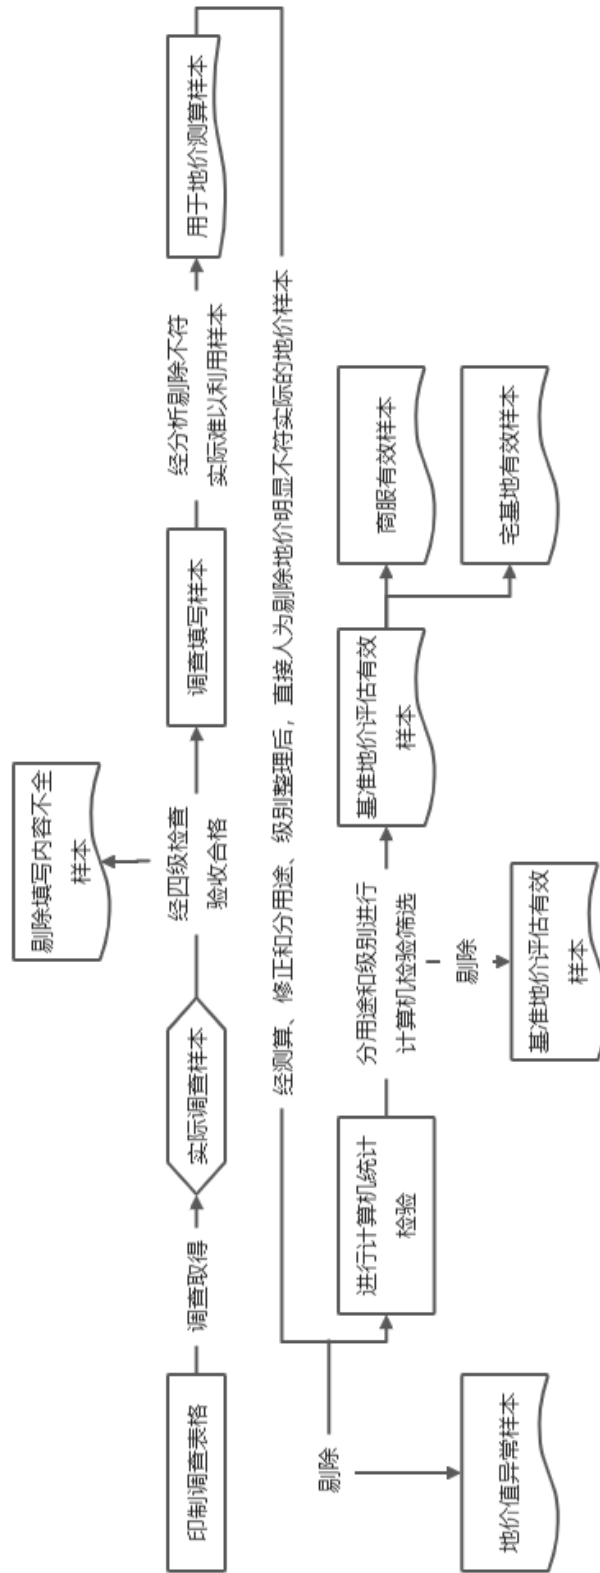 印制调查表格
调查取得
实际调查样本
经四级检查
验收合格
剔除填写内容不全
样本
调查填写样本
经分析剔除不符
实际难以利用样本
用于地价测算样本
经测算、修正和分用途、级别整理后，直接人为剔除地价明显不符实际的地价样本
剔除
地价值异常样本
进行计算机统计
检验
分用途和级别进行
计算机检验筛选
剔除
基准地价评估有效
样本
基准地价评估有效
样本
商服有效样本
宅基地有效样本